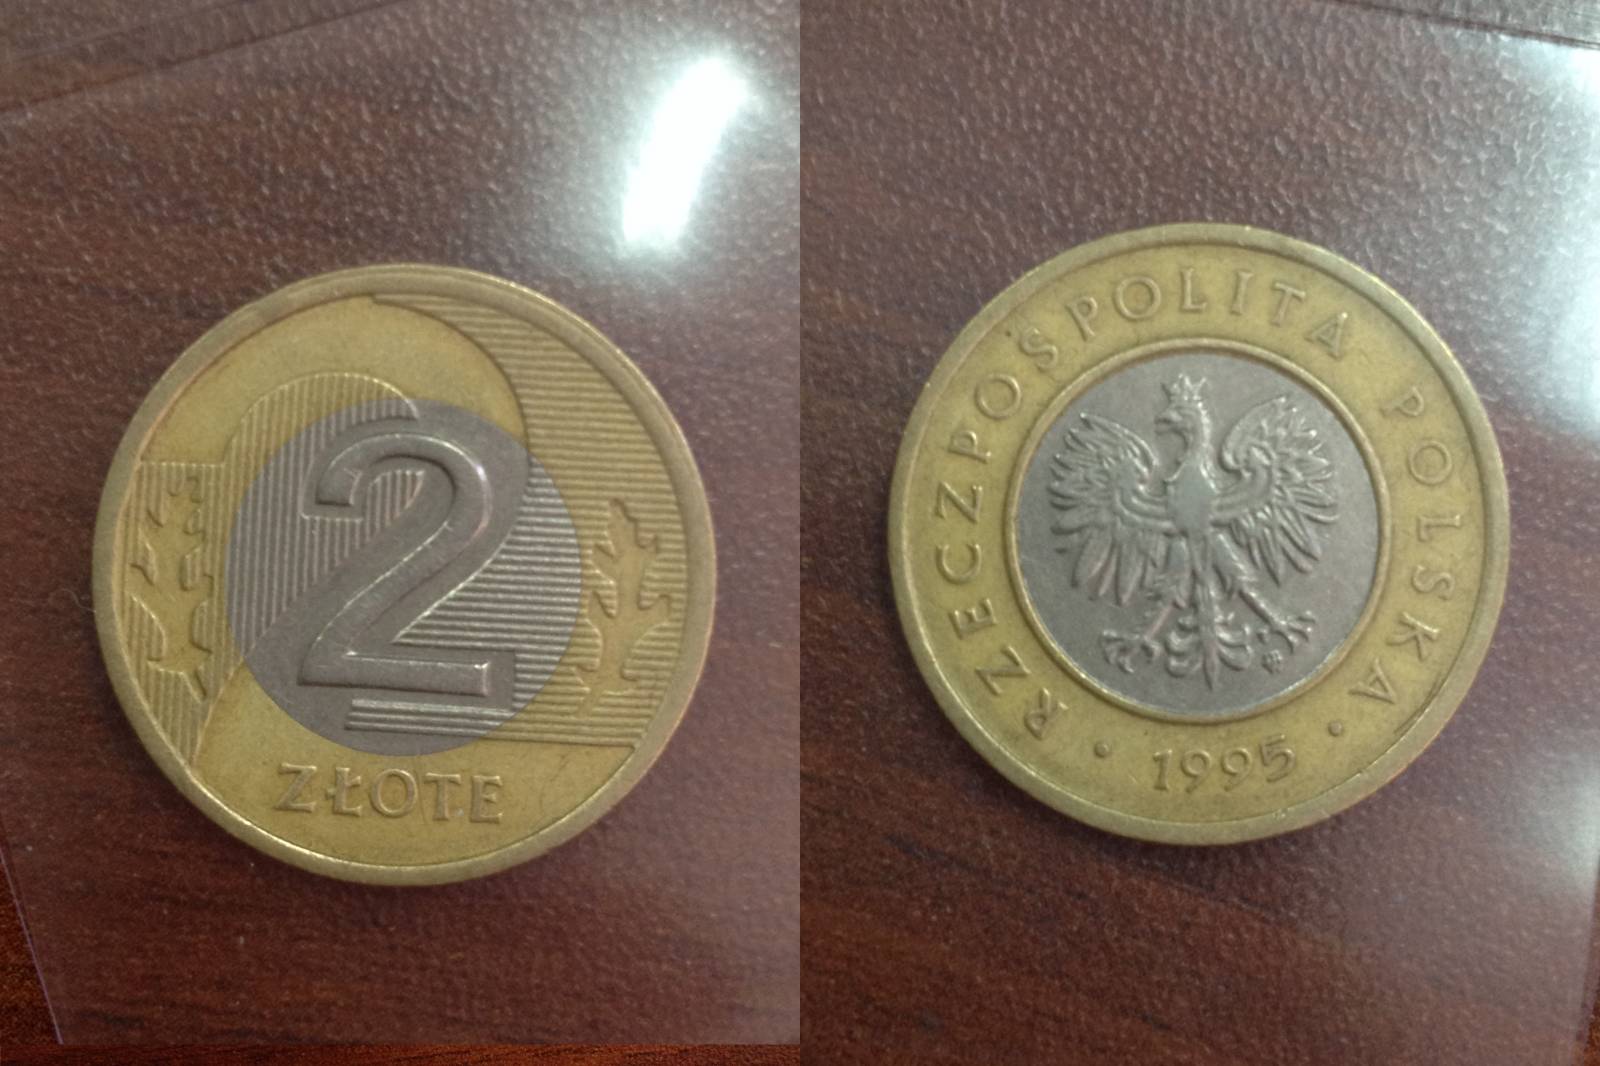 2
ZŁOTE
RZECZPOSPOLITA POLSKA
• 1995 •